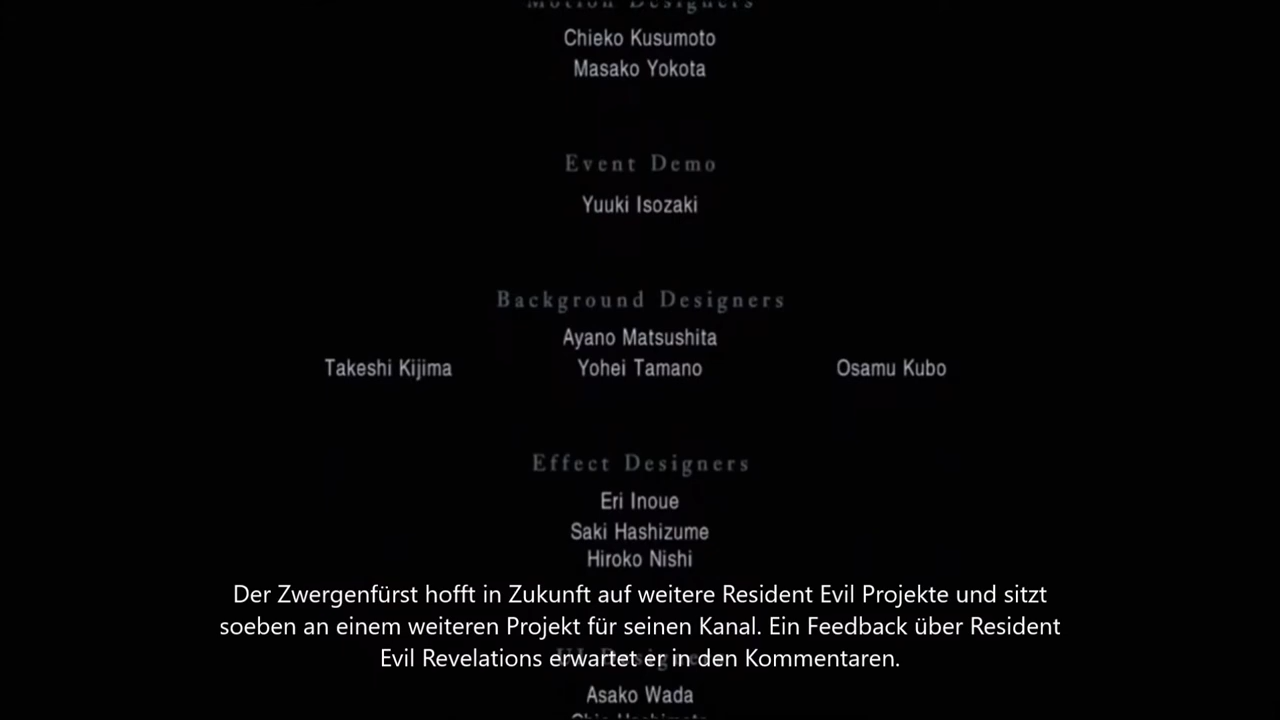 Motion Designers
Chieko Kusumoto
Masako Yokota
Event Demo
Yuuki Isozaki
Background Designers
Ayano Matsushita
Takeshi Kijima Yohei Tamano Osamu Kubo
Effect Designers
Eri Inoue
Saki Hashizume
Hiroko Nishi
Der Zwergenfürst hofft in Zukunft auf weitere Resident Evil Projekte und sitzt
soeben an einem weiteren Projekt für seinen Kanal. Ein Feedback über Resident
Evil Revelations erwartet er in den Kommentaren.
Asako Wada